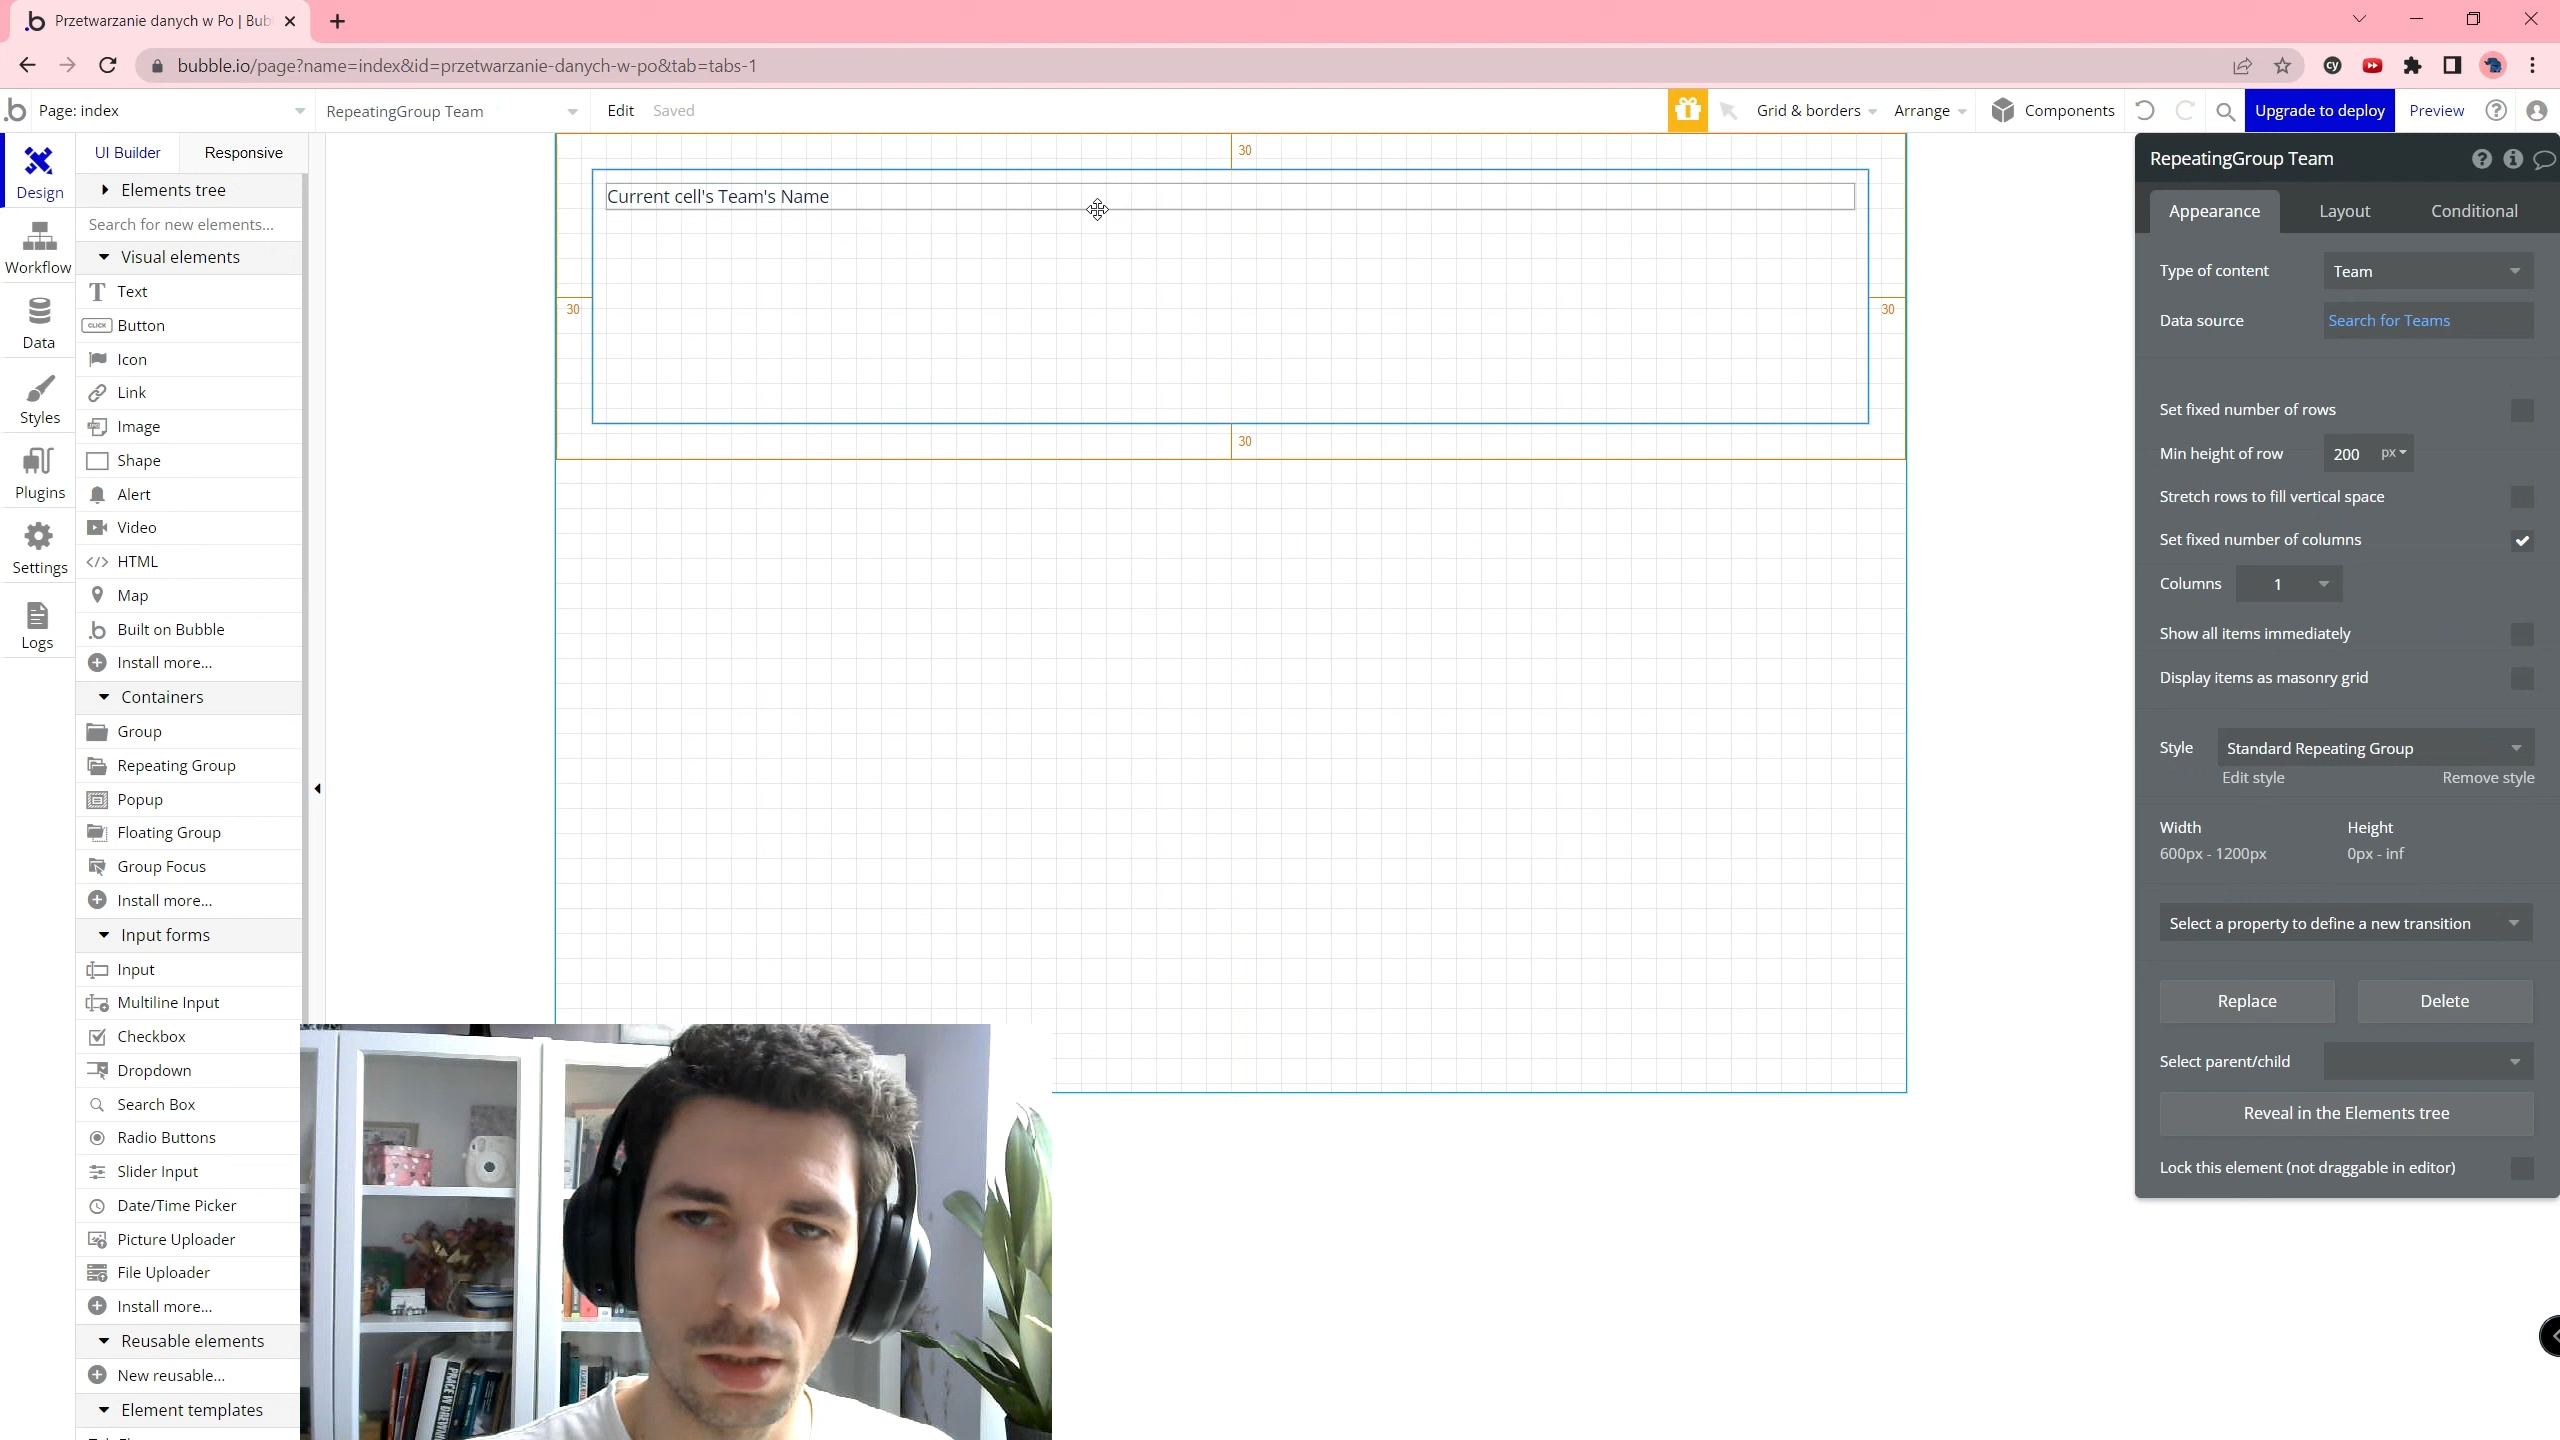 Przetwarzanie danych w Po | Bub
bubble.io/page?name=index&id=przetwarzanie-danych-w-po&tab=tabs-1
Page: index
RepeatingGroup Team
Edit
Saved
Grid & borders
Arrange
Components
Upgrade to deploy
Preview
Design
Workflow
Data
Styles
Plugins
Settings
Logs
UI Builder
Responsive
Elements tree
Search for new elements...
Visual elements
Text
CLICK Button
Icon
Link
Image
Shape
Alert
Video
HTML
Map
Built on Bubble
Install more...
Containers
Group
Repeating Group
Popup
Floating Group
Group Focus
Install more...
Input forms
Input
Multiline Input
Checkbox
Dropdown
Search Box
Radio Buttons
Slider Input
Date/Time Picker
Picture Uploader
File Uploader
Install more...
Reusable elements
New reusable...
Element templates
30
Current cell's Team's Name
30
30
30
RepeatingGroup Team
Appearance
Layout
Conditional
Type of content
Team
Data source
Search for Teams
Set fixed number of rows
Min height of row
200
px
Stretch rows to fill vertical space
Set fixed number of columns
Columns
1
Show all items immediately
Display items as masonry grid
Style
Standard Repeating Group
Edit style
Remove style
Width
Height
600px - 1200px
0px - inf
Select a property to define a new transition
Replace
Delete
Select parent/child
Reveal in the Elements tree
Lock this element (not draggable in editor)